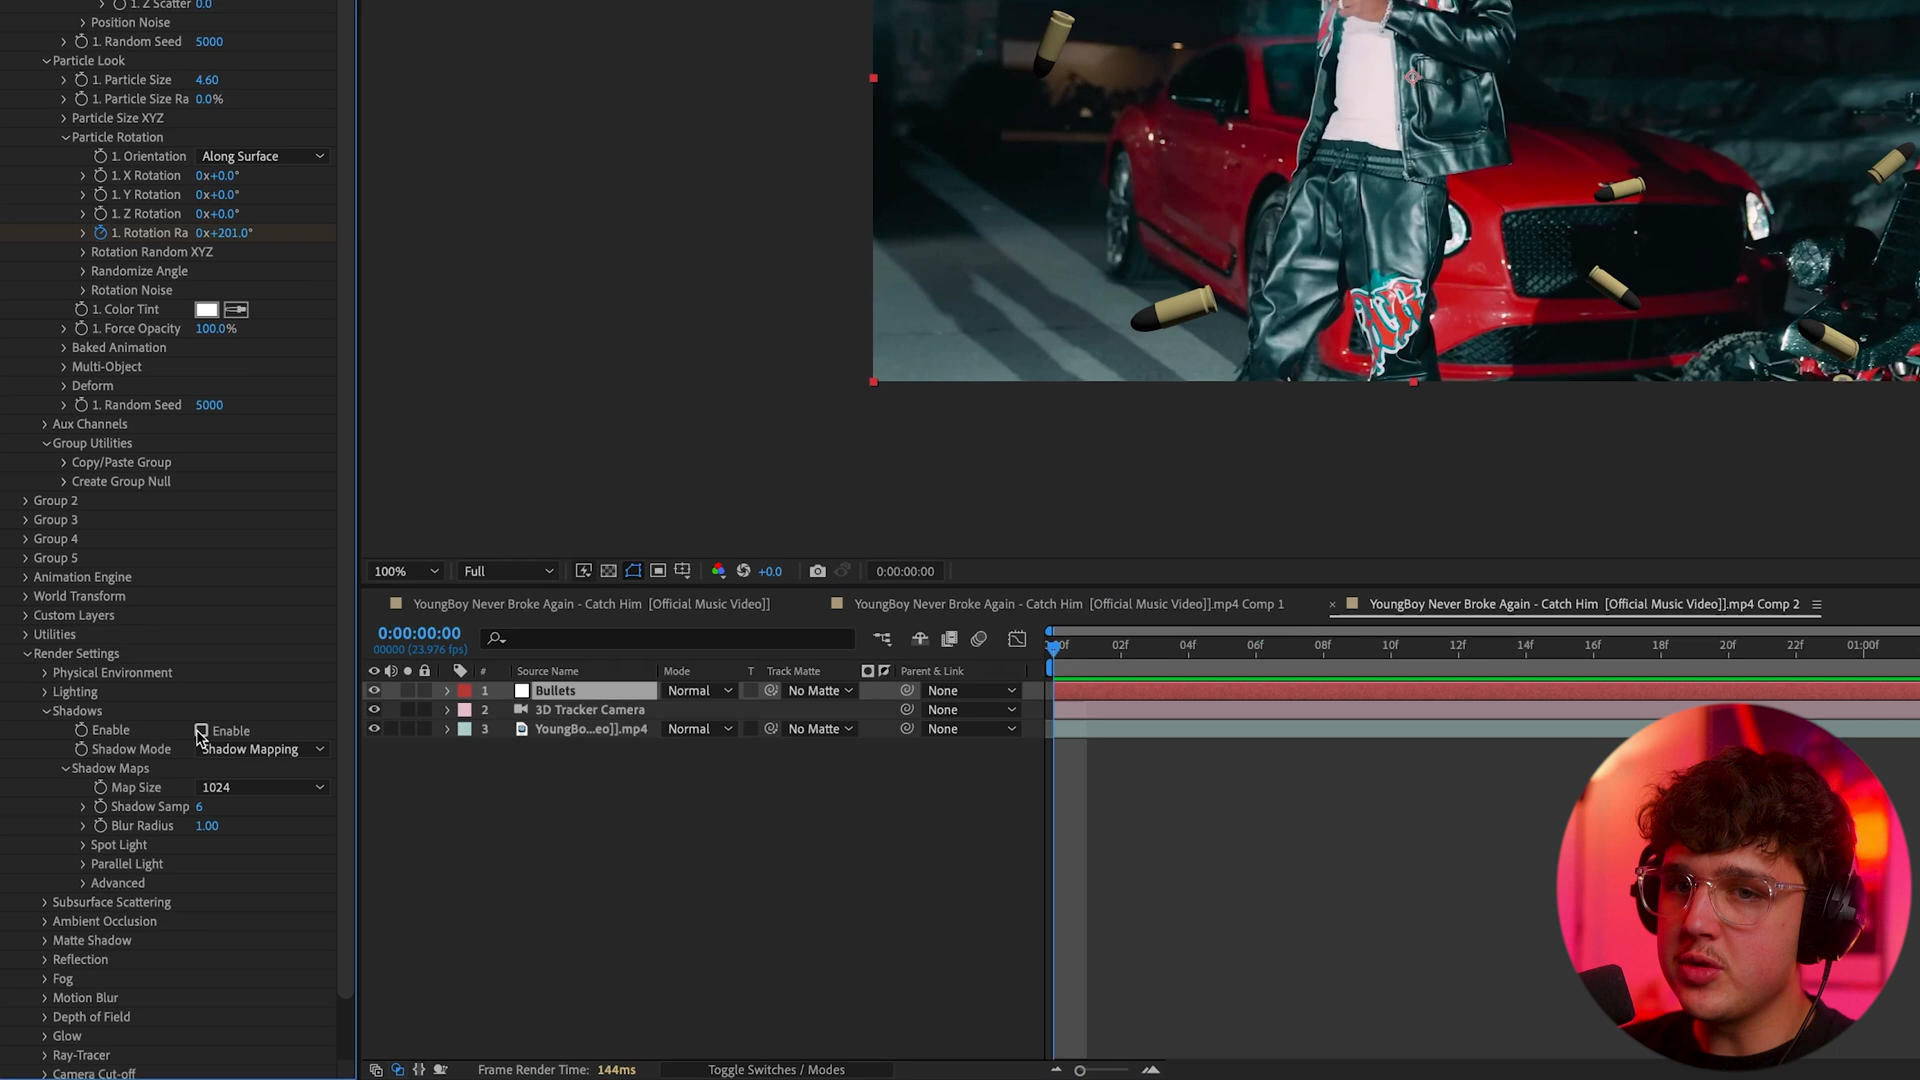 1. Z Scatter 0.0
Position Noise
1. Random Seed 5000
Particle Look
1. Particle Size 4.60
1. Particle Size Ra 0.0%
Particle Size XYZ
Particle Rotation
1. Orientation Along Surface
1. X Rotation 0x+0.0°
1. Y Rotation 0x+0.0°
1. Z Rotation 0x+0.0°
1. Rotation Ra 0x+201.0°
Rotation Random XYZ
Randomize Angle
Rotation Noise
1. Color Tint
1. Force Opacity 100.0%
Baked Animation
Multi-Object
Deform
1. Random Seed 5000
Aux Channels
Group Utilities
Copy/Paste Group
Create Group Null
Group 2
Group 3
Group 4
Group 5
Animation Engine
World Transform
Custom Layers
Utilities
Render Settings
Physical Environment
Lighting
Shadows
Enable Enable
Shadow Mode Shadow Mapping
Shadow Maps
Map Size 1024
Shadow Samp 6
Blur Radius 1.00
Spot Light
Parallel Light
Advanced
Subsurface Scattering
Ambient Occlusion
Matte Shadow
Reflection
Fog
Motion Blur
Depth of Field
Glow
Ray-Tracer
Camera Cut-off
100% Full +0.0 0:00:00:00
YoungBoy Never Broke Again - Catch Him [Official Music Video]] YoungBoy Never Broke Again - Catch Him [Official Music Video]].mp4 Comp 1 × YoungBoy Never Broke Again - Catch Him [Official Music Video]].mp4 Comp 2
0:00:00:00
00000 (23.976 fps)
:00f 02f 04f 06f 08f 10f 12f 14f 16f 18f 20f 22f 01:00f
# Source Name Mode T Track Matte Parent & Link
1 Bullets Normal No Matte None
2 3D Tracker Camera None
3 YoungBo...eo]].mp4 Normal No Matte None
Frame Render Time: 144ms Toggle Switches / Modes